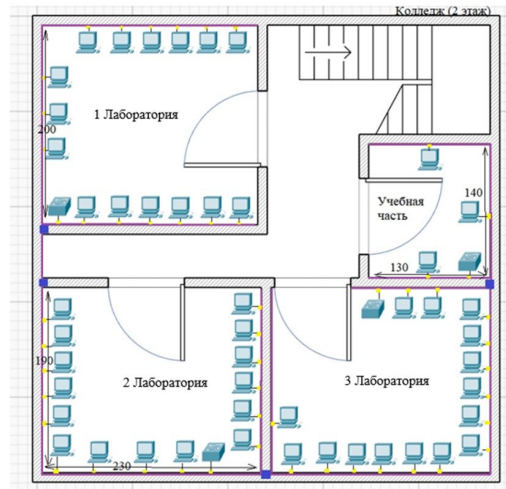 Колледж (2 этаж)
1 Лаборатория
200
Учебная
часть
140
130
190
2 Лаборатория
3 Лаборатория
230